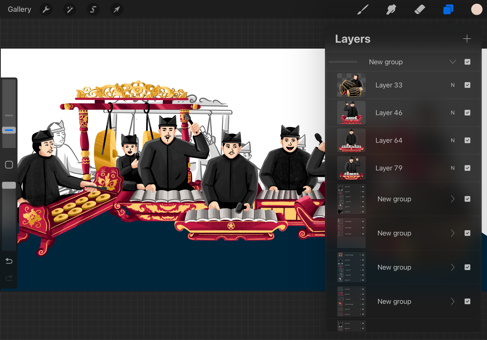 Gallery
Layers
New group
Layer 33 N
Layer 46 N
Layer 64 N
Layer 79 N
New group
New group
New group
New group